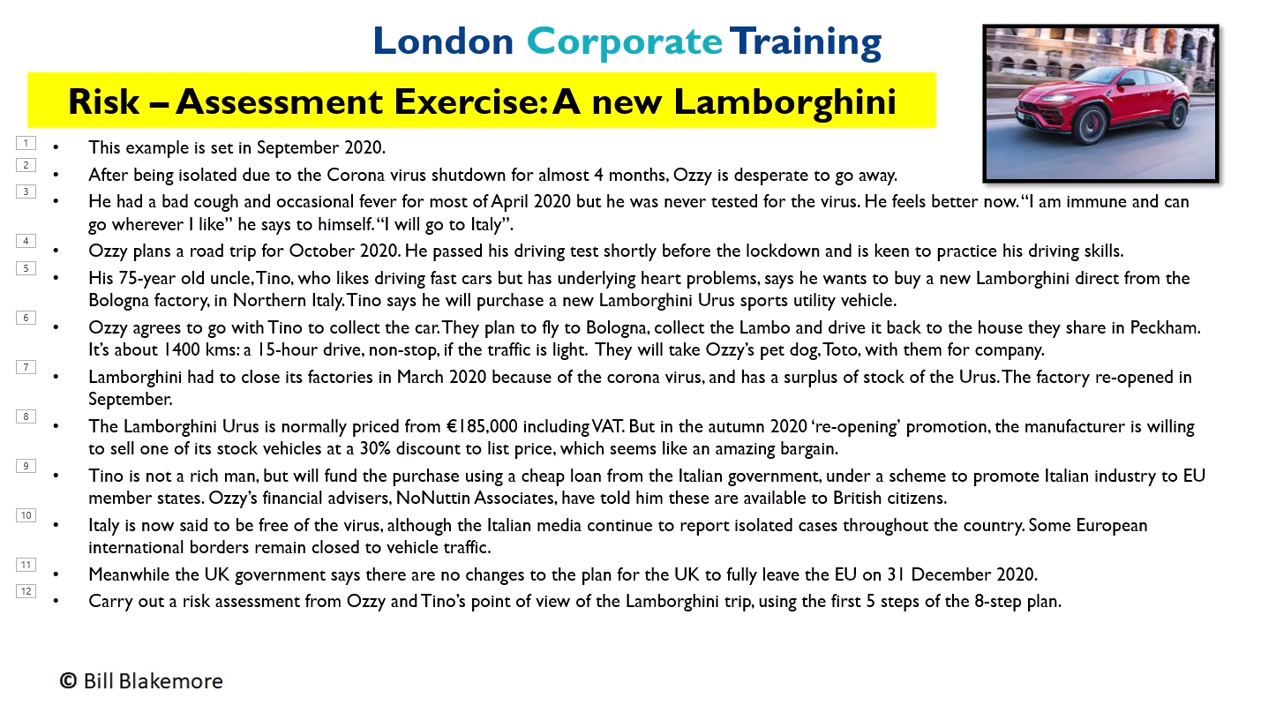 London Corporate Training
Risk – Assessment Exercise: A new Lamborghini
1 • This example is set in September 2020.
2 • After being isolated due to the Corona virus shutdown for almost 4 months, Ozzy is desperate to go away.
3 • He had a bad cough and occasional fever for most of April 2020 but he was never tested for the virus. He feels better now. “I am immune and can
go wherever I like” he says to himself. “I will go to Italy”.
4 • Ozzy plans a road trip for October 2020. He passed his driving test shortly before the lockdown and is keen to practice his driving skills.
5 • His 75-year old uncle, Tino, who likes driving fast cars but has underlying heart problems, says he wants to buy a new Lamborghini direct from the
Bologna factory, in Northern Italy. Tino says he will purchase a new Lamborghini Urus sports utility vehicle.
6 • Ozzy agrees to go with Tino to collect the car. They plan to fly to Bologna, collect the Lambo and drive it back to the house they share in Peckham.
It’s about 1400 kms: a 15-hour drive, non-stop, if the traffic is light. They will take Ozzy’s pet dog, Toto, with them for company.
7 • Lamborghini had to close its factories in March 2020 because of the corona virus, and has a surplus of stock of the Urus. The factory re-opened in
September.
8 • The Lamborghini Urus is normally priced from €185,000 including VAT. But in the autumn 2020 ‘re-opening’ promotion, the manufacturer is willing
to sell one of its stock vehicles at a 30% discount to list price, which seems like an amazing bargain.
9 • Tino is not a rich man, but will fund the purchase using a cheap loan from the Italian government, under a scheme to promote Italian industry to EU
member states. Ozzy’s financial advisers, NoNuttin Associates, have told him these are available to British citizens.
10 • Italy is now said to be free of the virus, although the Italian media continue to report isolated cases throughout the country. Some European
international borders remain closed to vehicle traffic.
11 • Meanwhile the UK government says there are no changes to the plan for the UK to fully leave the EU on 31 December 2020.
12 • Carry out a risk assessment from Ozzy and Tino’s point of view of the Lamborghini trip, using the first 5 steps of the 8-step plan.
© Bill Blakemore